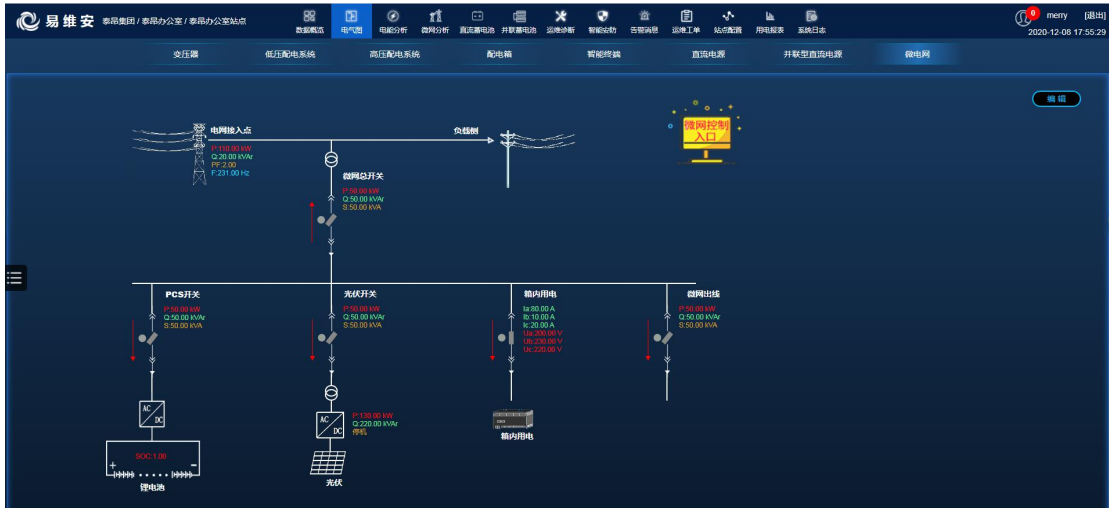 易维安 泰昂集团 / 泰昂办公室 / 泰昂办公室站点
数据概览 电气图 电能分析 微网分析 直流蓄电池 并联蓄电池 运维诊断 智能安防 告警消息 运维工单 站点配置 用电报表 系统日志
0 merry [退出]
2020-12-08 17:55:29
变压器 低压配电系统 高压配电系统 配电箱 智能终端 直流电源 并联型直流电源 微电网
编辑
电网接入点
P:110.00 kW
Q:20.00 kVAr
PF:2.00
F:231.00 Hz
负载侧
微网控制
入口
微网总开关
P:50.00 kW
Q:50.00 kVAr
S:50.00 kVA
PCS开关
P:50.00 kW
Q:50.00 kVAr
S:50.00 kVA
光伏开关
P:50.00 kW
Q:50.00 kVAr
S:50.00 kVA
箱内用电
Ia:80.00 A
Ib:10.00 A
Ic:20.00 A
Ua:200.00 V
Ub:230.00 V
Uc:220.00 V
微网出线
P:50.00 kW
Q:50.00 kVAr
S:50.00 kVA
AC
DC
SOC:1.00
锂电池
AC
DC
P:130.00 kW
Q:220.00 kVAr
停机
光伏
箱内用电